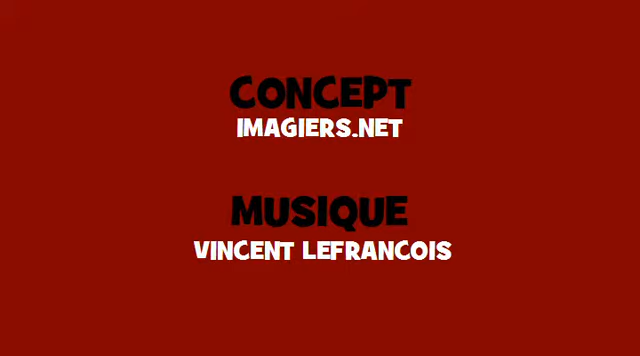 CONCEPT
IMAGIERS.NET
MUSIQUE
VINCENT LEFRANCOIS